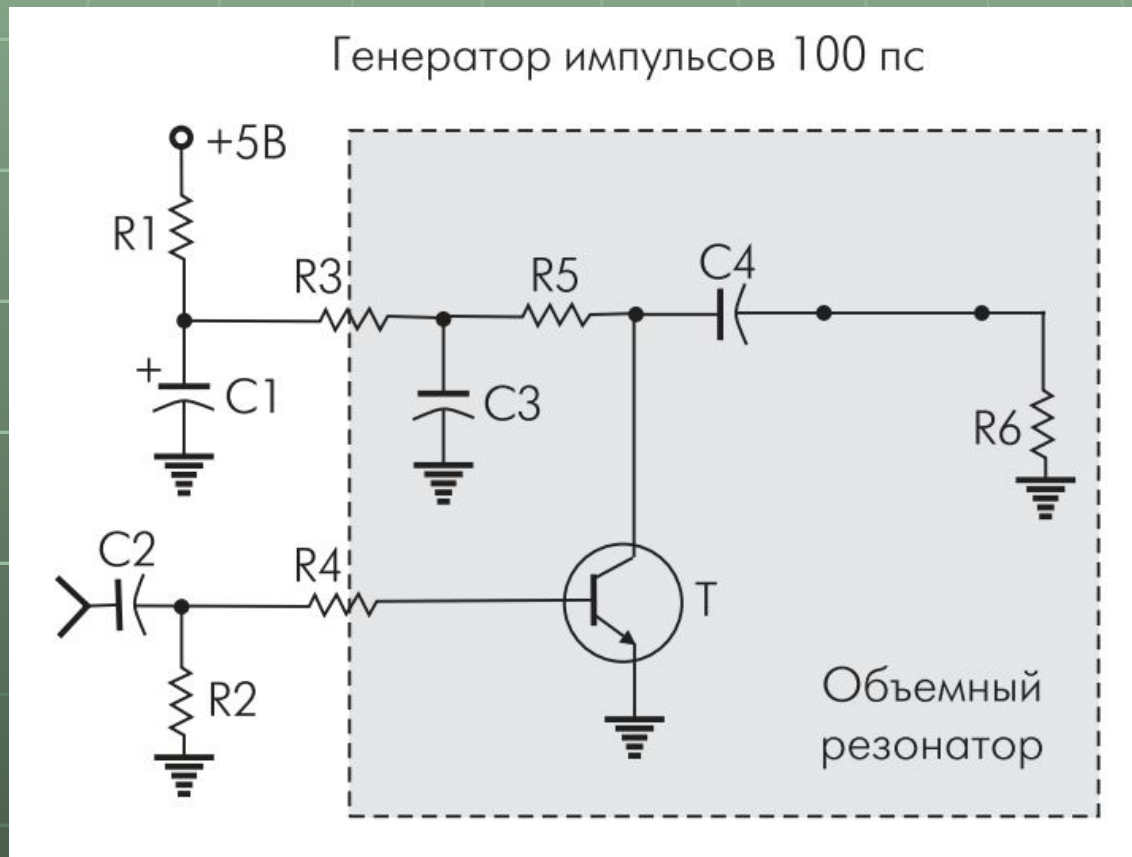 Генератор импульсов 100 пс
+5В
R1
R3
R5
C4
+
C1
C3
R6
C2
R4
T
R2
Объемный
резонатор